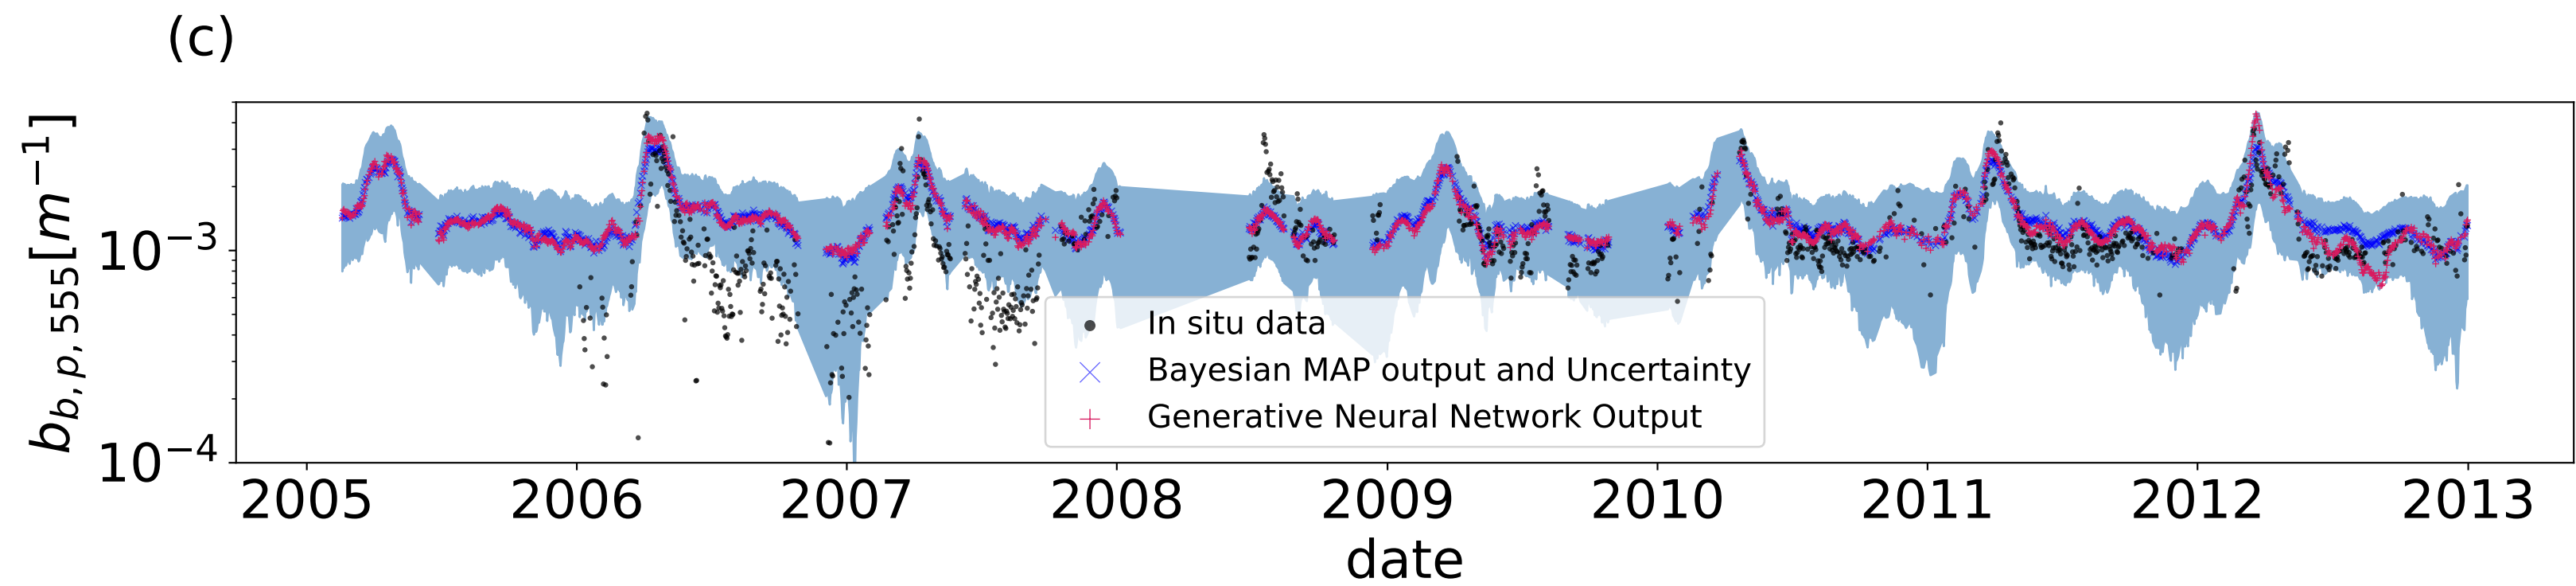 (c)
b_{b,p,555}[m^{-1}]
10^{-3}
10^{-4}
In situ data
Bayesian MAP output and Uncertainty
Generative Neural Network Output
2005 2006 2007 2008 2009 2010 2011 2012 2013
date